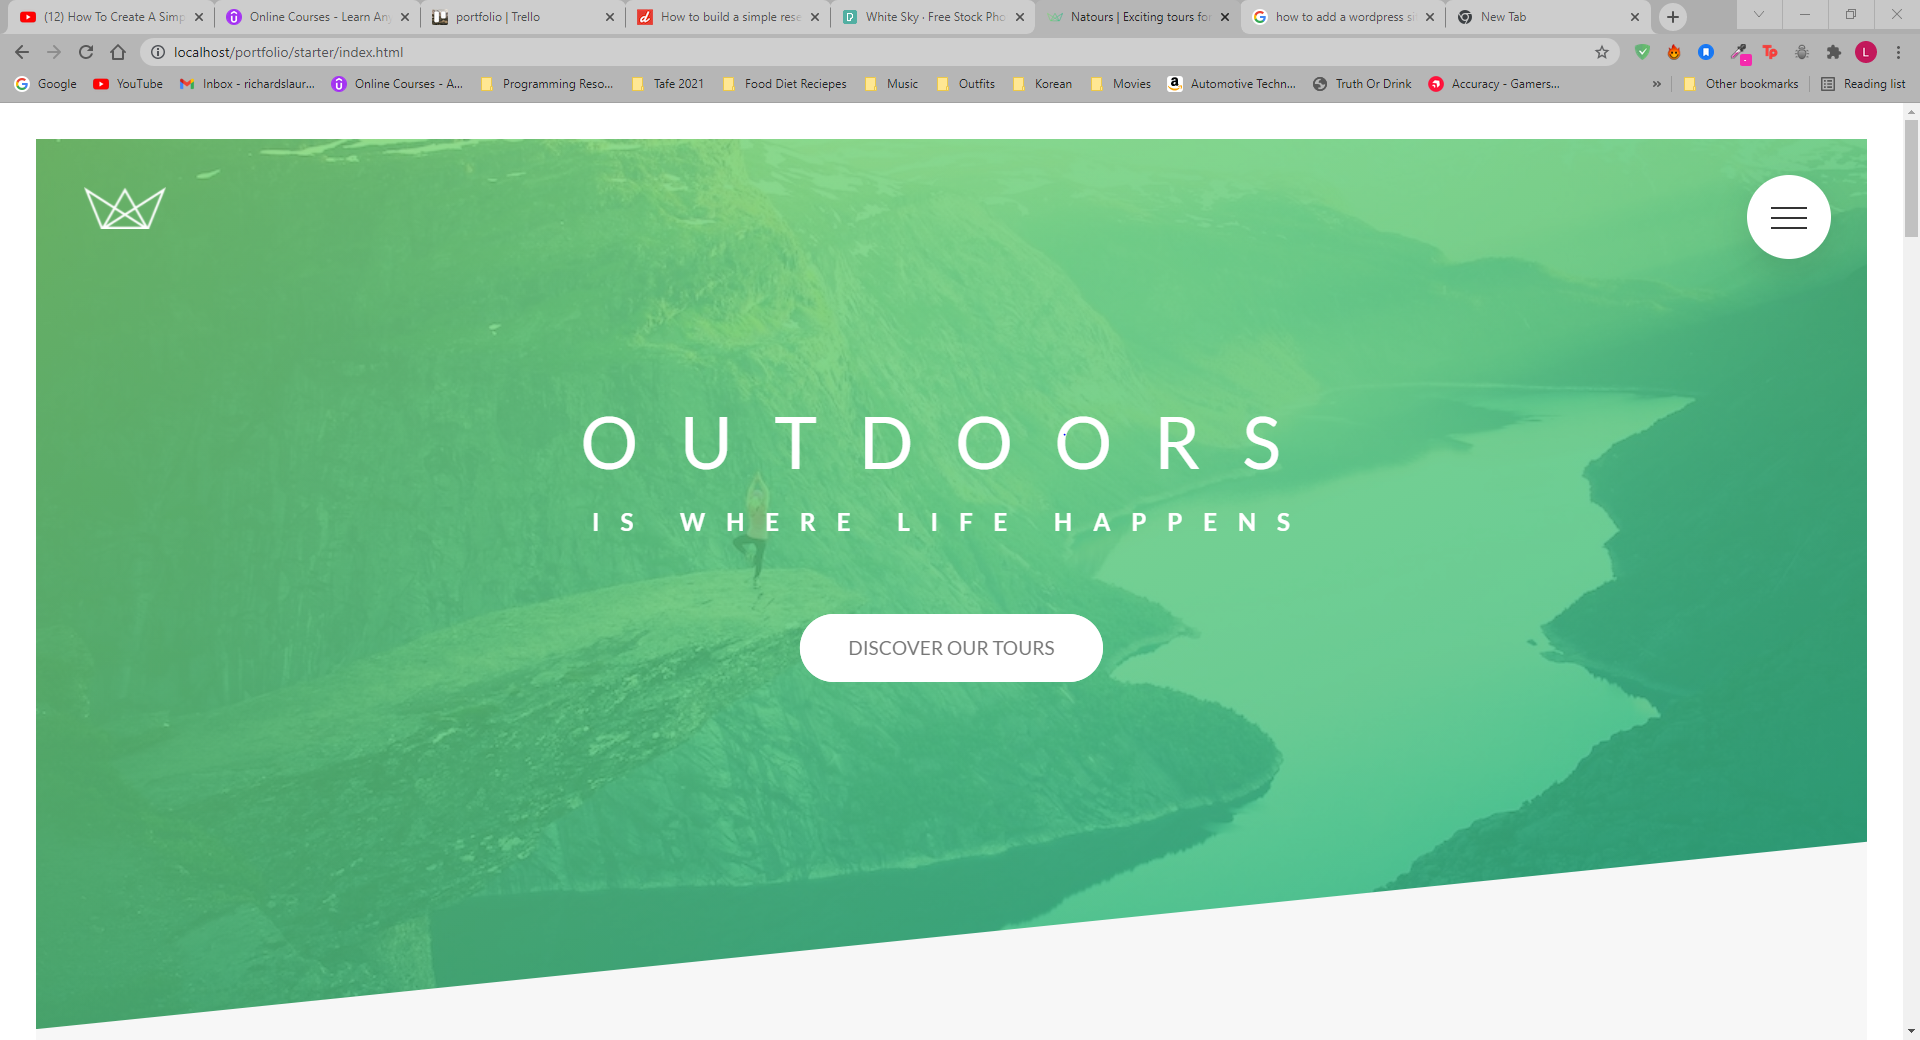 (12) How To Create A Simp
Online Courses - Learn Any
portfolio | Trello
How to build a simple rese
White Sky · Free Stock Pho
Natours | Exciting tours for
how to add a wordpress si
New Tab
localhost/portfolio/starter/index.html
L
Google
YouTube
Inbox - richardslaur...
Online Courses - A...
Programming Reso...
Tafe 2021
Food Diet Reciepes
Music
Outfits
Korean
Movies
Automotive Techn...
Truth Or Drink
Accuracy - Gamers...
»
Other bookmarks
Reading list
OUTDOORS
IS WHERE LIFE HAPPENS
DISCOVER OUR TOURS